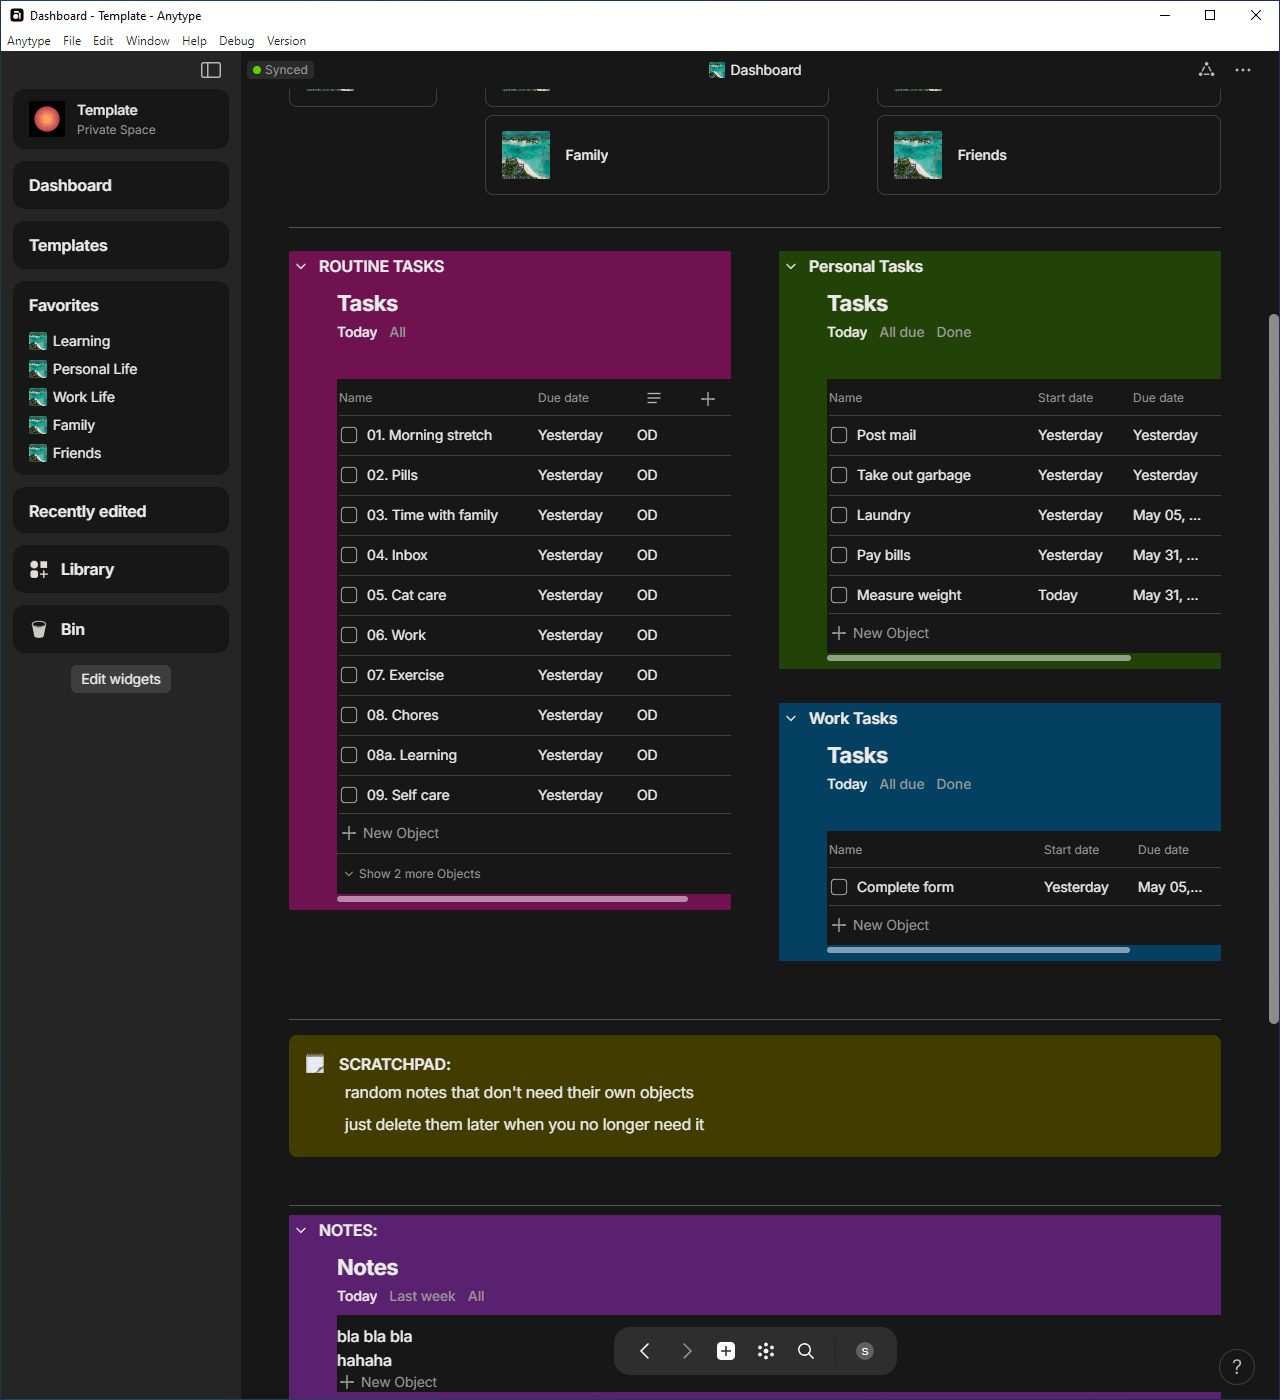 Dashboard - Template - Anytype
Anytype File Edit Window Help Debug Version
Synced
Dashboard
Template
Private Space
Dashboard
Templates
Favorites
Learning
Personal Life
Work Life
Family
Friends
Recently edited
Library
Bin
Edit widgets
Family
Friends
ROUTINE TASKS
Tasks
Today All
Name Due date
01. Morning stretch Yesterday OD
02. Pills Yesterday OD
03. Time with family Yesterday OD
04. Inbox Yesterday OD
05. Cat care Yesterday OD
06. Work Yesterday OD
07. Exercise Yesterday OD
08. Chores Yesterday OD
08a. Learning Yesterday OD
09. Self care Yesterday OD
New Object
Show 2 more Objects
Personal Tasks
Tasks
Today All due Done
Name Start date Due date
Post mail Yesterday Yesterday
Take out garbage Yesterday Yesterday
Laundry Yesterday May 05, ...
Pay bills Yesterday May 31, ...
Measure weight Today May 31, ...
New Object
Work Tasks
Tasks
Today All due Done
Name Start date Due date
Complete form Yesterday May 05,...
New Object
SCRATCHPAD:
random notes that don't need their own objects
just delete them later when you no longer need it
NOTES:
Notes
Today Last week All
bla bla bla
hahaha
New Object
S
?